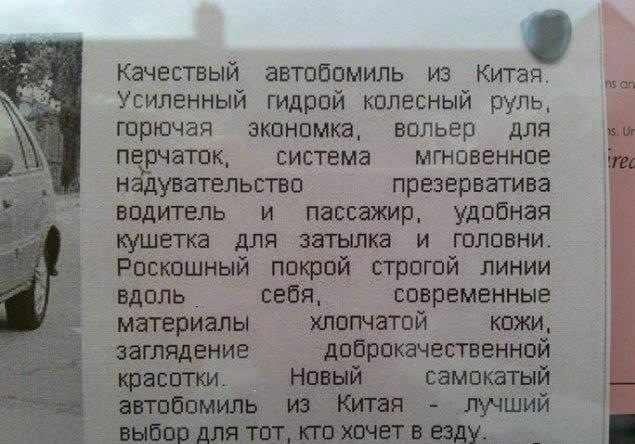 Качествый автобомиль из Китая.
Усиленный гидрой колесный руль,
горючая экономка, вольер для
перчаток, система мгновенное
надувательство презерватива
водитель и пассажир, удобная
кушетка для затылка и головни.
Роскошный покрой строгой линии
вдоль себя, современные
материалы хлопчатой кожи,
заглядение доброкачественной
красотки. Новый самокатый
автобомиль из Китая - лучший
выбор для тот, кто хочет в езду.